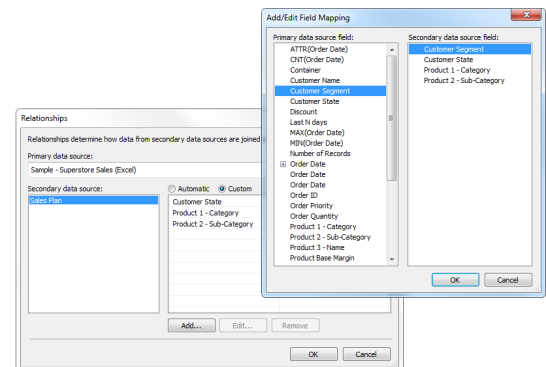 Add/Edit Field Mapping
Primary data source field:
ATTR(Order Date)
CNT(Order Date)
Container
Customer Name
Customer Segment
Customer State
Discount
Last N days
MAX(Order Date)
MIN(Order Date)
Number of Records
Order Date
Order Date
Order Date
Order ID
Order Priority
Order Quantity
Product 1 - Category
Product 2 - Sub-Category
Product 3 - Name
Product Base Margin
Secondary data source field:
Customer Segment
Customer State
Product 1 - Category
Product 2 - Sub-Category
OK Cancel
Relationships
Relationships determine how data from secondary data sources are joined
Primary data source:
Sample - Superstore Sales (Excel)
Secondary data source:
Sales Plan
Automatic Custom
Customer State
Product 1 - Category
Product 2 - Sub-Category
Add... Edit... Remove
OK Cancel